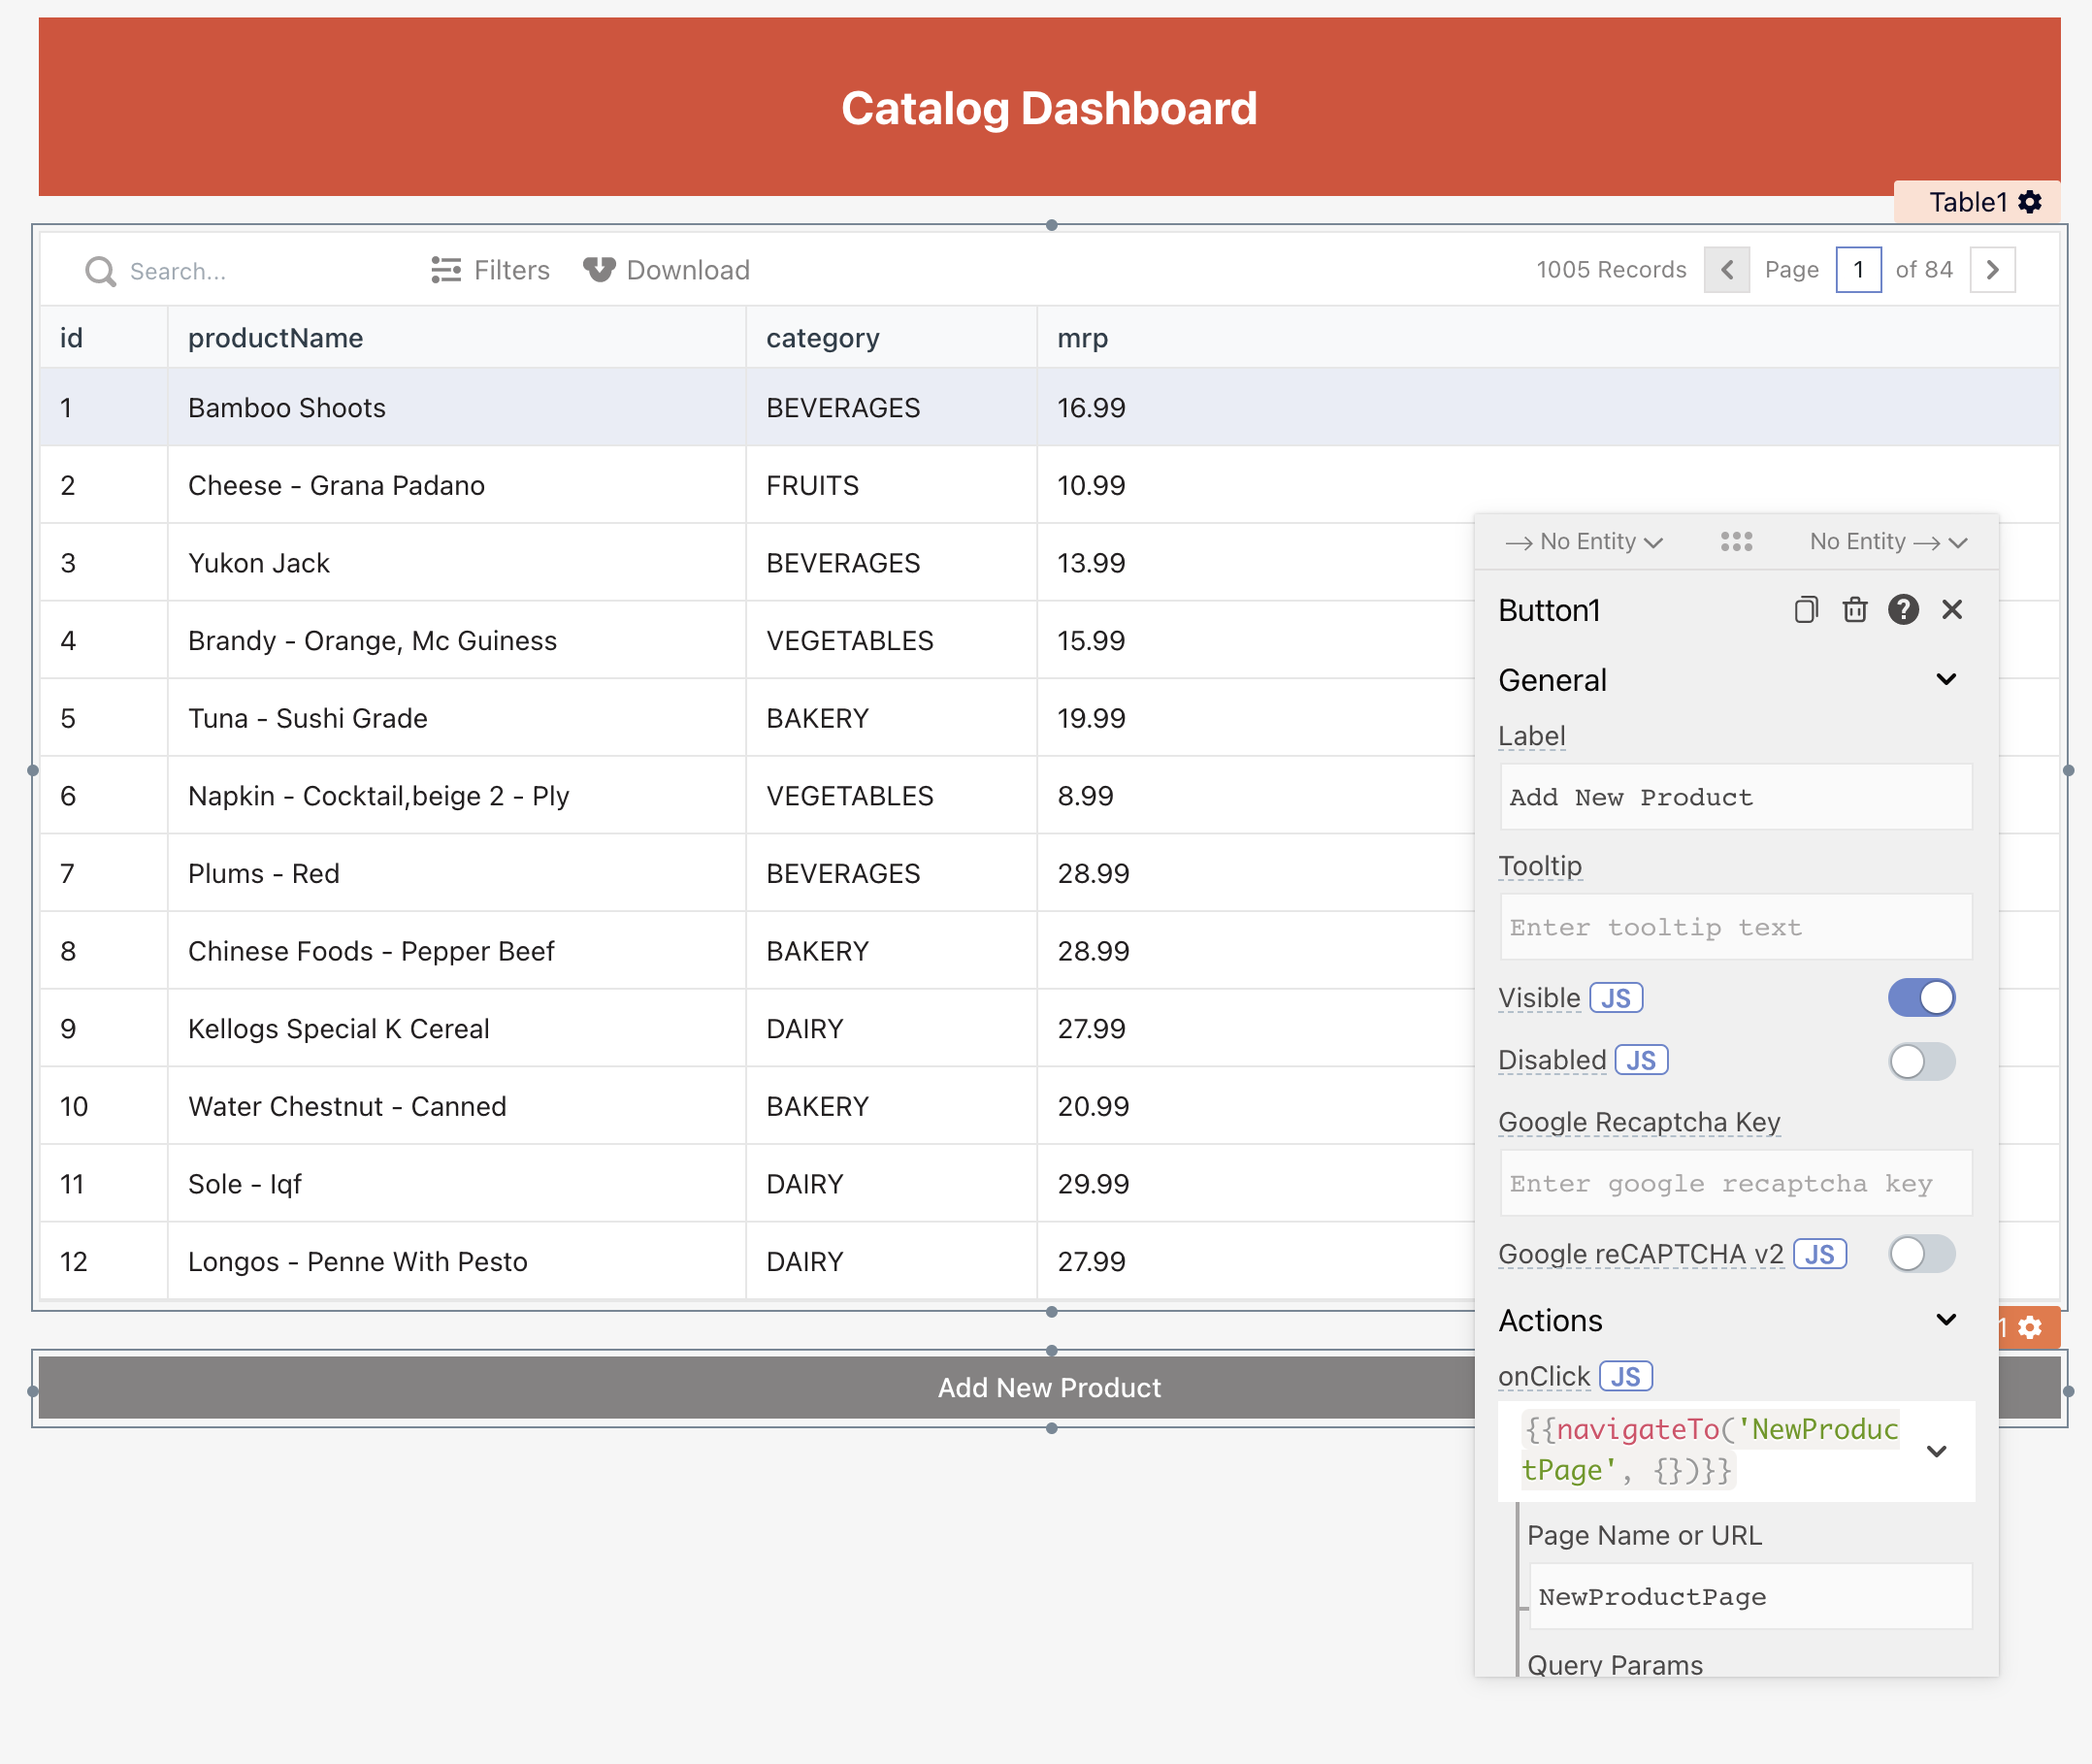 Catalog Dashboard
Table1
Search... Filters Download 1005 Records Page 1 of 84
id productName category mrp
1 Bamboo Shoots BEVERAGES 16.99
2 Cheese - Grana Padano FRUITS 10.99
3 Yukon Jack BEVERAGES 13.99
4 Brandy - Orange, Mc Guiness VEGETABLES 15.99
5 Tuna - Sushi Grade BAKERY 19.99
6 Napkin - Cocktail,beige 2 - Ply VEGETABLES 8.99
7 Plums - Red BEVERAGES 28.99
8 Chinese Foods - Pepper Beef BAKERY 28.99
9 Kellogs Special K Cereal DAIRY 27.99
10 Water Chestnut - Canned BAKERY 20.99
11 Sole - Iqf DAIRY 29.99
12 Longos - Penne With Pesto DAIRY 27.99
Add New Product
No Entity No Entity
Button1
General
Label
Add New Product
Tooltip
Enter tooltip text
Visible JS
Disabled JS
Google Recaptcha Key
Enter google recaptcha key
Google reCAPTCHA v2 JS
Actions
1
onClick JS
{{navigateTo('NewProduc
tPage', {})}}
Page Name or URL
NewProductPage
Query Params